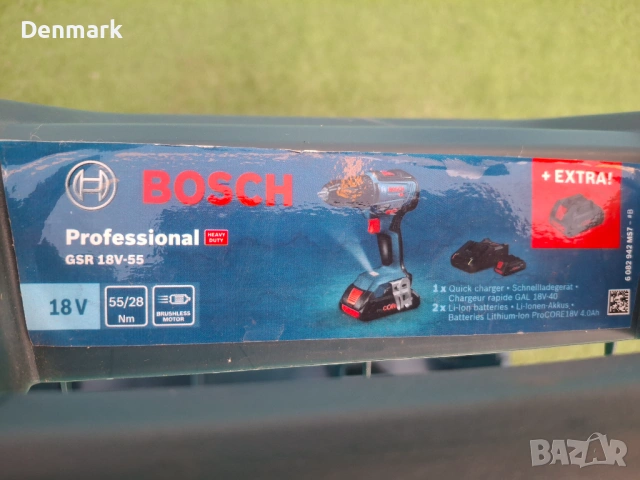 Denmark
BOSCH
+ EXTRA!
Professional HEAVY DUTY
GSR 18V-55
18 V
55/28
Nm
BRUSHLESS
MOTOR
1 x Quick charger • Schnellladegerät •
Chargeur rapide GAL 18V-40
2 x Li-Ion batteries • Li-Ionen-Akkus •
Batteries Lithium-Ion ProCORE18V 4.0Ah
BAZAR